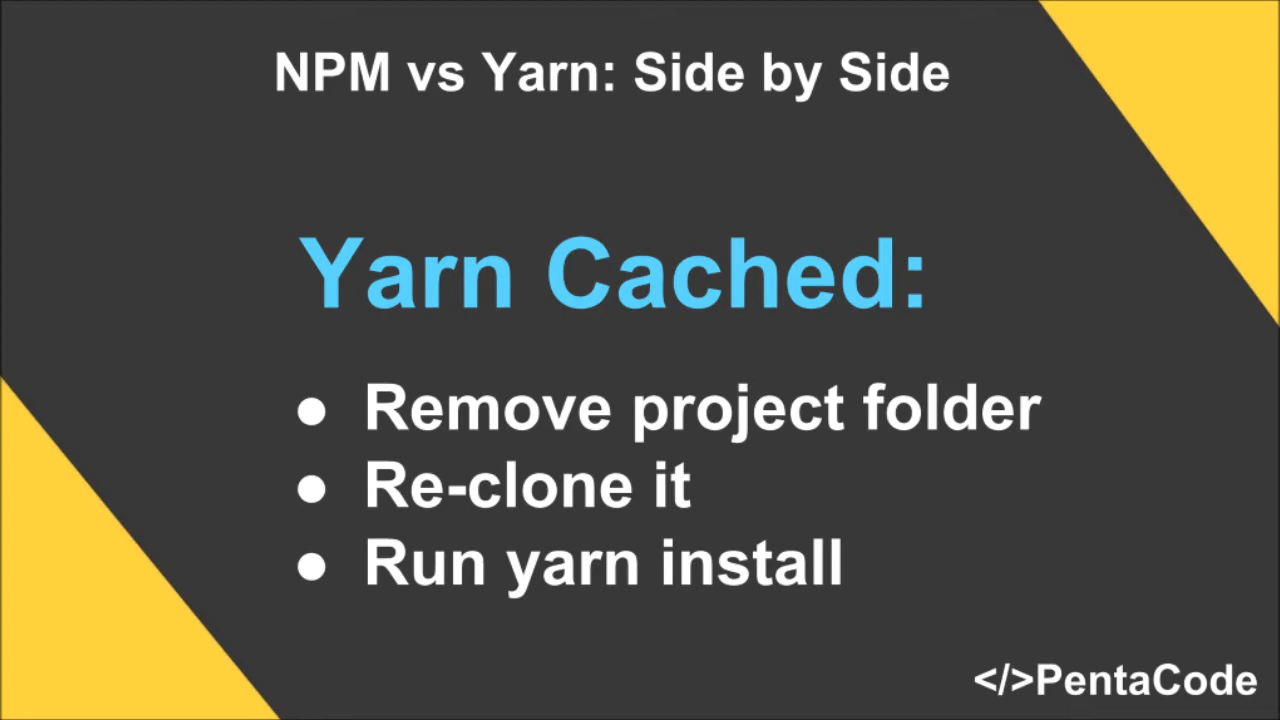 NPM vs Yarn: Side by Side
Yarn Cached:
● Remove project folder
● Re-clone it
● Run yarn install
</>PentaCode